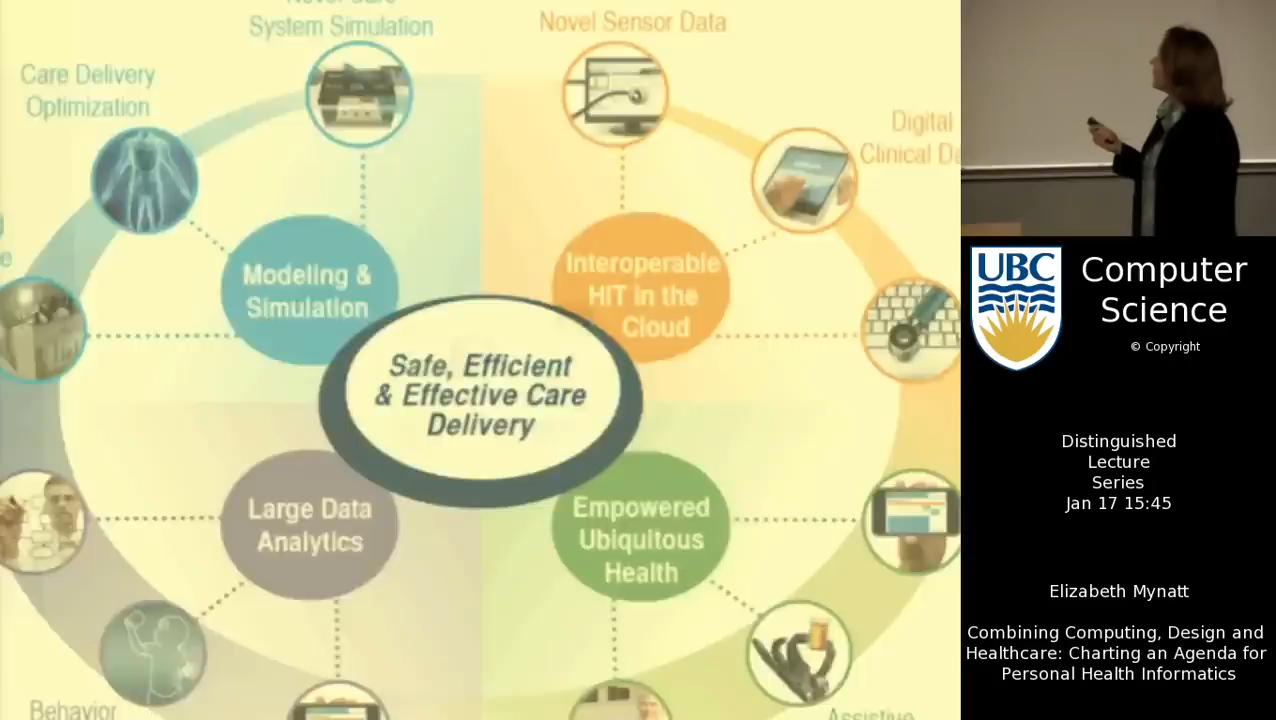 System Simulation
Novel Sensor Data
Care Delivery
Optimization
Digital
Clinical
Modeling &
Simulation
Interoperable
HIT in the
Cloud
Safe, Efficient
& Effective Care
Delivery
Large Data
Analytics
Empowered
Ubiquitous
Health
Behavior
Assistive
UBC
Computer
Science
© Copyright
Distinguished
Lecture
Series
Jan 17 15:45
Elizabeth Mynatt
Combining Computing, Design and
Healthcare: Charting an Agenda for
Personal Health Informatics